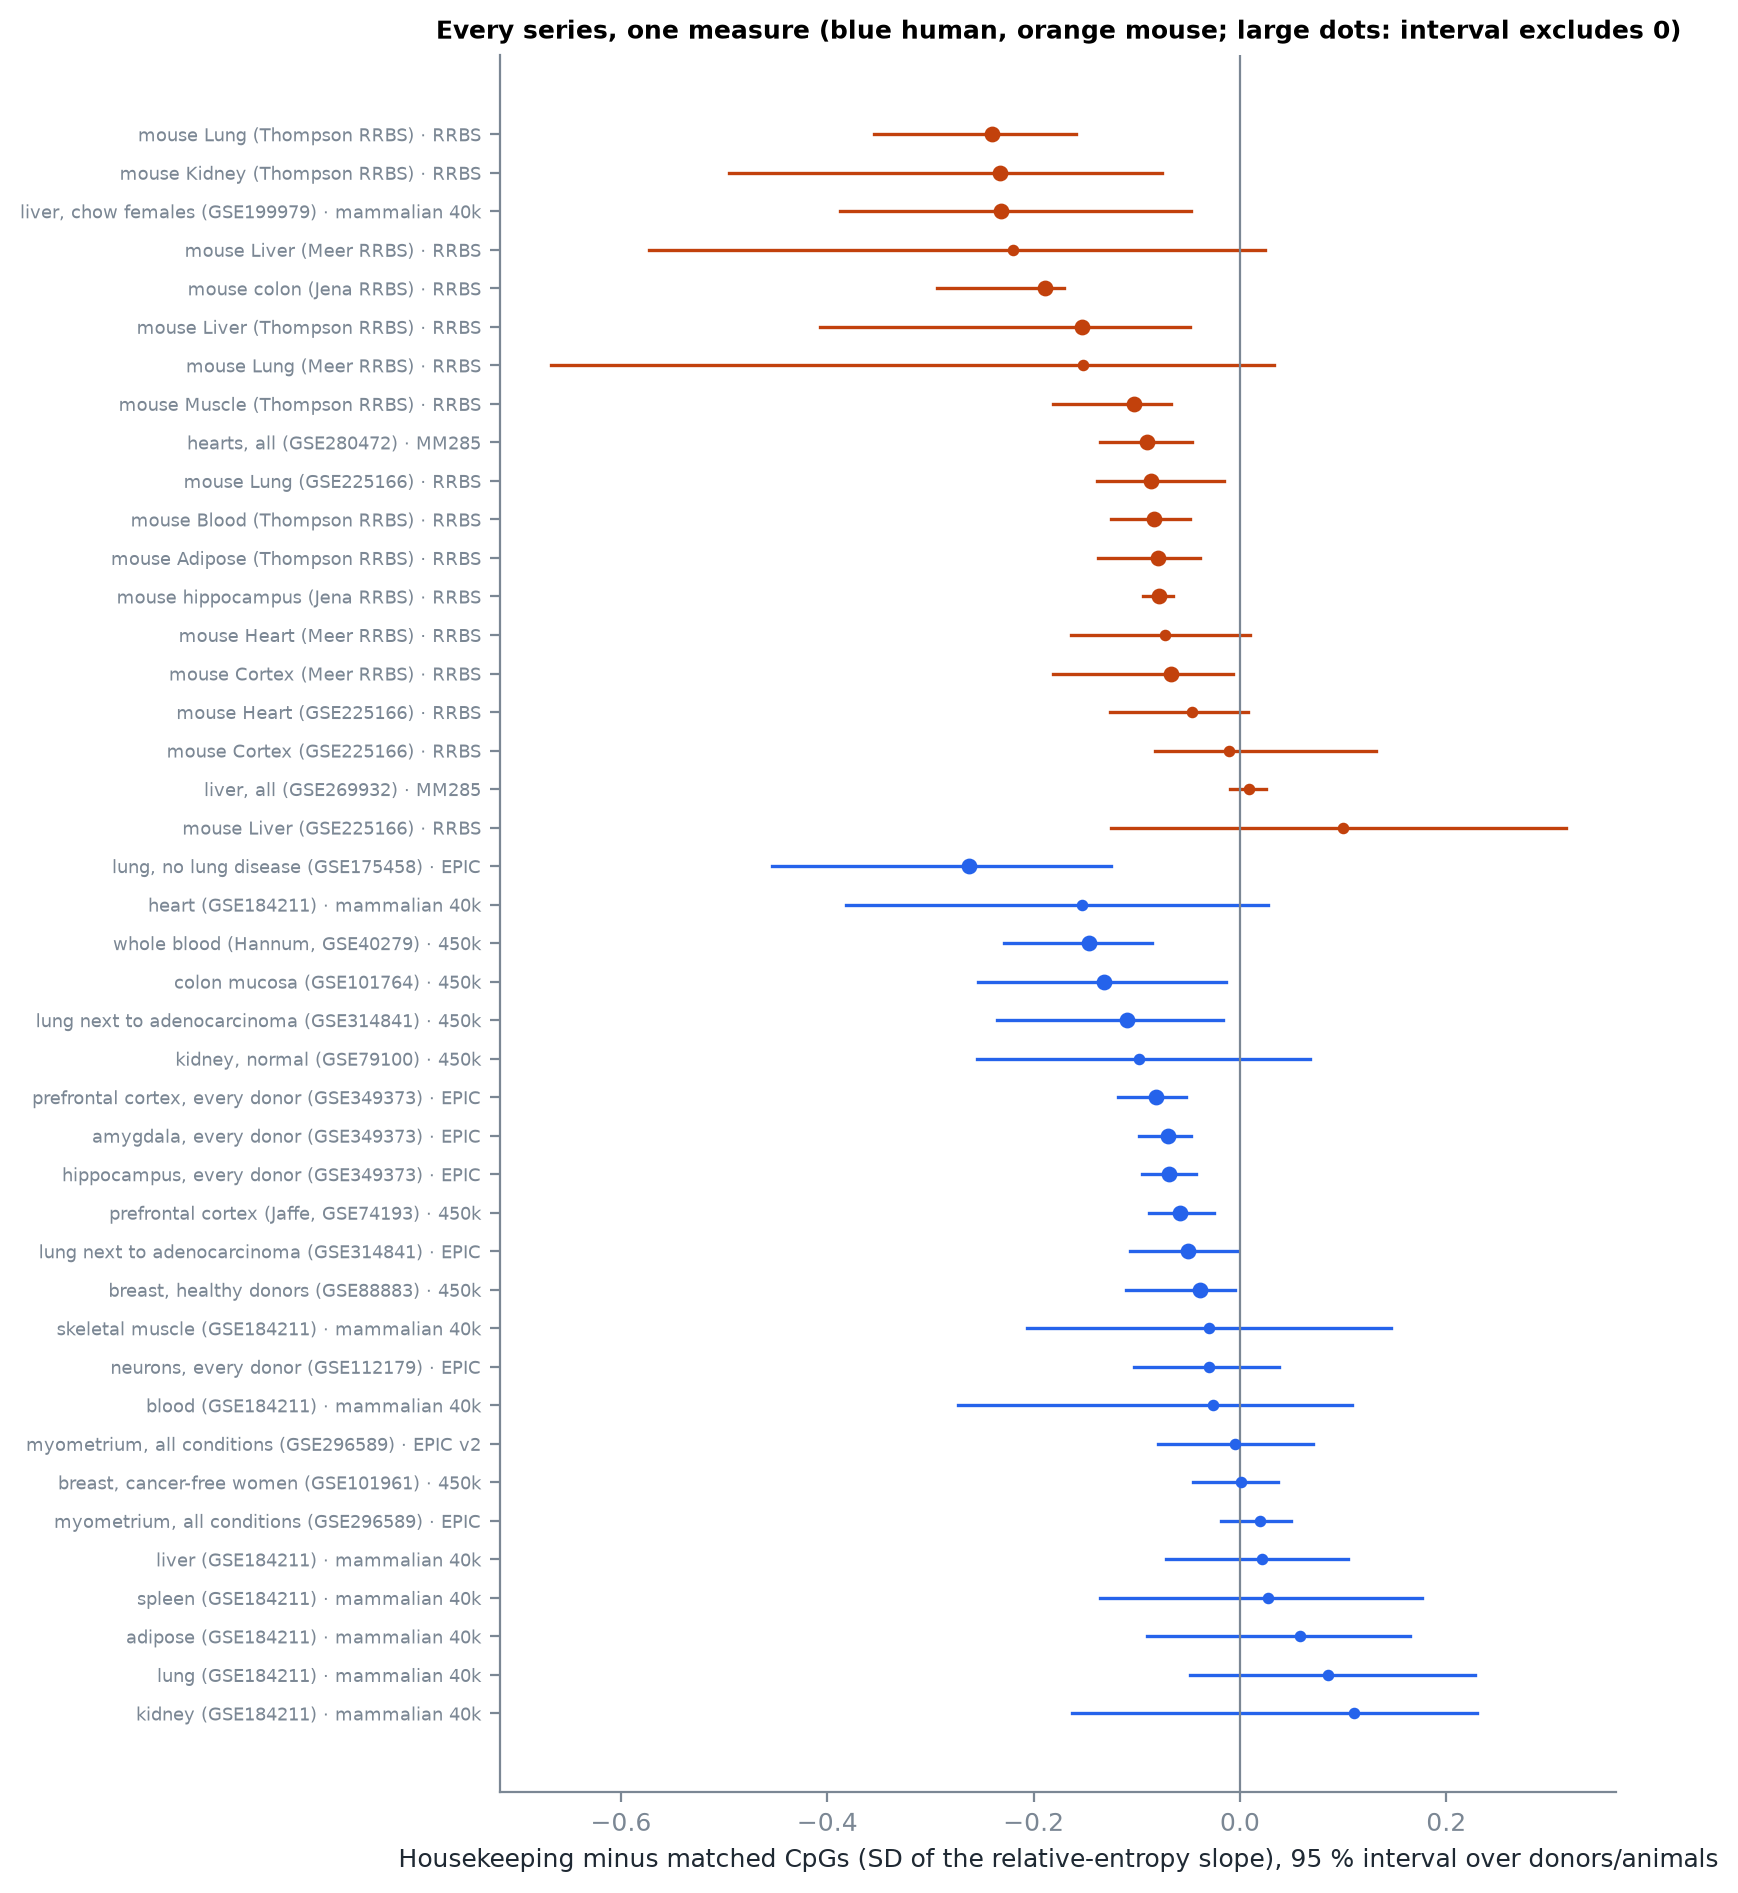 Every series, one measure (blue human, orange mouse; large dots: interval excludes 0)
mouse Lung (Thompson RRBS) · RRBS
mouse Kidney (Thompson RRBS) · RRBS
liver, chow females (GSE199979) · mammalian 40k
mouse Liver (Meer RRBS) · RRBS
mouse colon (Jena RRBS) · RRBS
mouse Liver (Thompson RRBS) · RRBS
mouse Lung (Meer RRBS) · RRBS
mouse Muscle (Thompson RRBS) · RRBS
hearts, all (GSE280472) · MM285
mouse Lung (GSE225166) · RRBS
mouse Blood (Thompson RRBS) · RRBS
mouse Adipose (Thompson RRBS) · RRBS
mouse hippocampus (Jena RRBS) · RRBS
mouse Heart (Meer RRBS) · RRBS
mouse Cortex (Meer RRBS) · RRBS
mouse Heart (GSE225166) · RRBS
mouse Cortex (GSE225166) · RRBS
liver, all (GSE269932) · MM285
mouse Liver (GSE225166) · RRBS
lung, no lung disease (GSE175458) · EPIC
heart (GSE184211) · mammalian 40k
whole blood (Hannum, GSE40279) · 450k
colon mucosa (GSE101764) · 450k
lung next to adenocarcinoma (GSE314841) · 450k
kidney, normal (GSE79100) · 450k
prefrontal cortex, every donor (GSE349373) · EPIC
amygdala, every donor (GSE349373) · EPIC
hippocampus, every donor (GSE349373) · EPIC
prefrontal cortex (Jaffe, GSE74193) · 450k
lung next to adenocarcinoma (GSE314841) · EPIC
breast, healthy donors (GSE88883) · 450k
skeletal muscle (GSE184211) · mammalian 40k
neurons, every donor (GSE112179) · EPIC
blood (GSE184211) · mammalian 40k
myometrium, all conditions (GSE296589) · EPIC v2
breast, cancer-free women (GSE101961) · 450k
myometrium, all conditions (GSE296589) · EPIC
liver (GSE184211) · mammalian 40k
spleen (GSE184211) · mammalian 40k
adipose (GSE184211) · mammalian 40k
lung (GSE184211) · mammalian 40k
kidney (GSE184211) · mammalian 40k
−0.6 −0.4 −0.2 0.0 0.2
Housekeeping minus matched CpGs (SD of the relative-entropy slope), 95 % interval over donors/animals